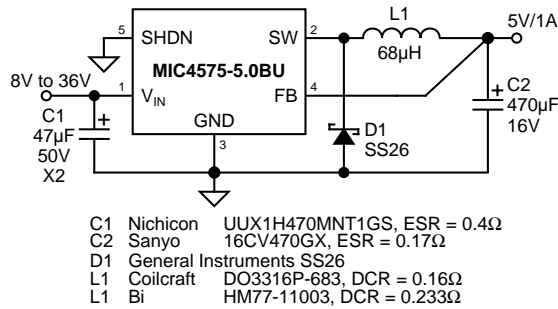 L1
5V/1A
5
SHDN
SW
2
68µH
MIC4575-5.0BU
8V to 36V
1
VIN
FB
4
C2
470µF
16V
C1
47µF
50V
X2
GND
3
D1
SS26
C1 Nichicon UUX1H470MNT1GS, ESR = 0.4Ω
C2 Sanyo 16CV470GX, ESR = 0.17Ω
D1 General Instruments SS26
L1 Coilcraft DO3316P-683, DCR = 0.16Ω
L1 Bi HM77-11003, DCR = 0.233Ω